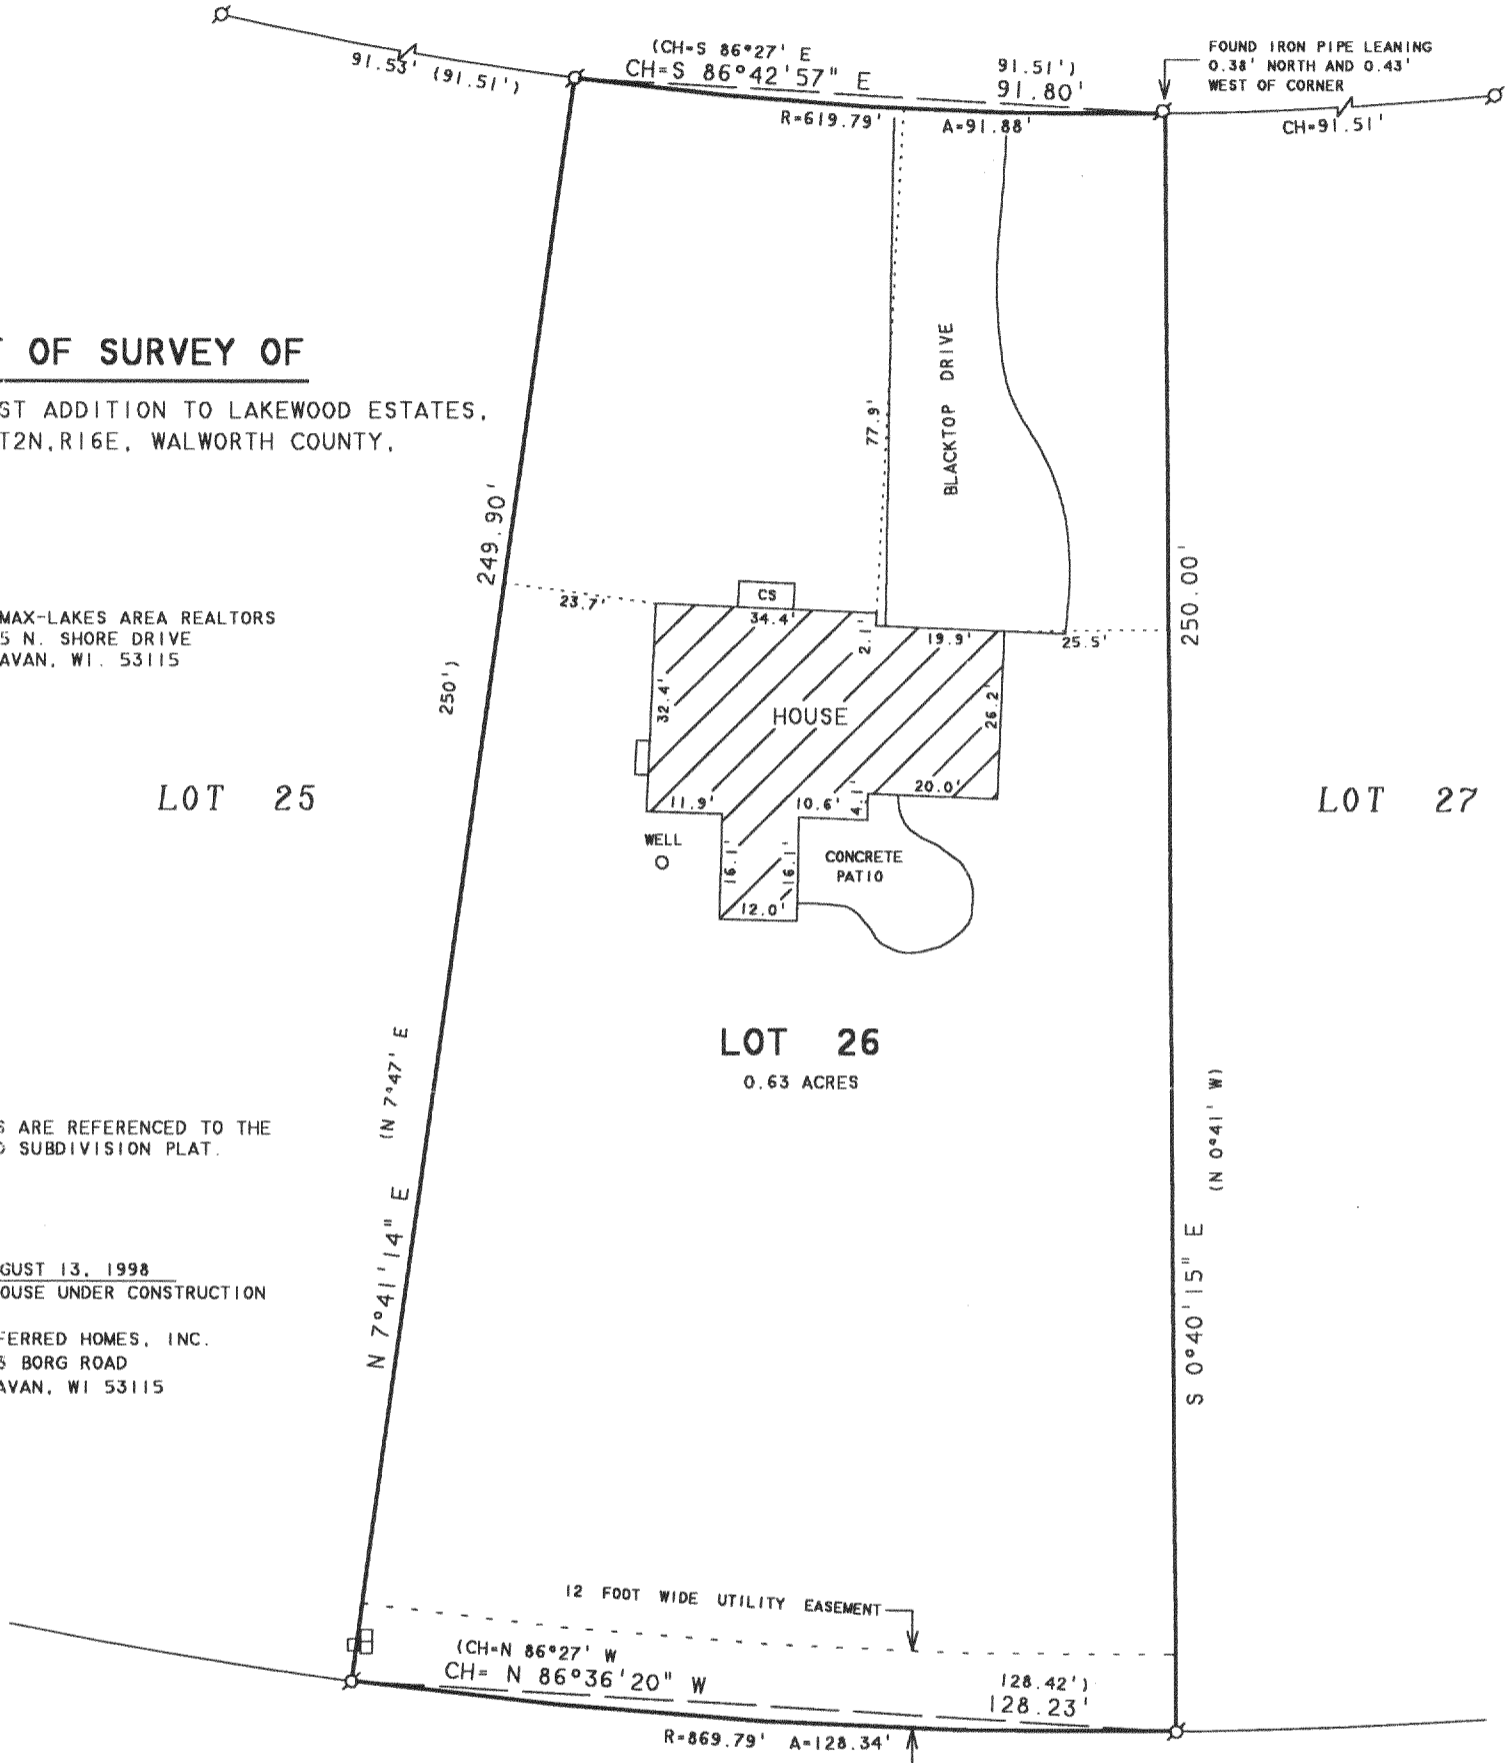 (CH=S 86°27' E 91.51')
CH=S 86°42'57" E 91.80'
91.53' (91.51')
R=619.79' A=91.88'
FOUND IRON PIPE LEANING
0.38' NORTH AND 0.43'
WEST OF CORNER
CH=91.51'
OF SURVEY OF
ST ADDITION TO LAKEWOOD ESTATES,
T2N,R16E, WALWORTH COUNTY,
BLACKTOP DRIVE
77.9'
249.90'
250')
250.00'
MAX-LAKES AREA REALTORS
5 N. SHORE DRIVE
AVAN, WI. 53115
23.7'
CS
34.4'
2.1'
19.9'
25.5'
32.4'
HOUSE
26.2'
11.9'
10.6'
4.1'
20.0'
LOT 25
LOT 27
WELL
16.1'
16.1'
12.0'
CONCRETE
PATIO
LOT 26
0.63 ACRES
(N 7°47' E
N 7°41'14" E
(N 0°41' W)
S 0°40'15" E
S ARE REFERENCED TO THE
D SUBDIVISION PLAT.
GUST 13, 1998
OUSE UNDER CONSTRUCTION
FERRED HOMES, INC.
BORG ROAD
AVAN, WI 53115
12 FOOT WIDE UTILITY EASEMENT
(CH=N 86°27' W 128.42')
CH= N 86°36'20" W 128.23'
R=869.79' A=128.34'